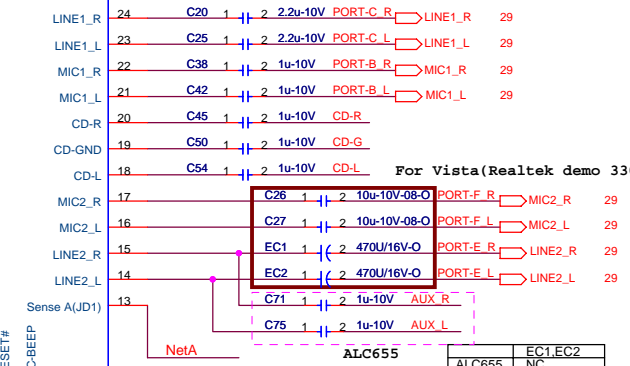 LINE1_R 24 C20 1 2 2.2u-10V PORT-C_R LINE1_R 29
LINE1_L 23 C25 1 2 2.2u-10V PORT-C_L LINE1_L 29
MIC1_R 22 C38 1 2 1u-10V PORT-B_R MIC1_R 29
MIC1_L 21 C42 1 2 1u-10V PORT-B_L MIC1_L 29
CD-R 20 C45 1 2 1u-10V CD-R
CD-GND 19 C50 1 2 1u-10V CD-G
CD-L 18 C54 1 2 1u-10V CD-L
For Vista(Realtek demo 33
MIC2_R 17 C26 1 2 10u-10V-08-O PORT-F_R MIC2_R 29
MIC2_L 16 C27 1 2 10u-10V-08-O PORT-F_L MIC2_L 29
LINE2_R 15 EC1 1 2 470U/16V-O PORT-E_R LINE2_R 29
LINE2_L 14 EC2 1 2 470U/16V-O PORT-E_L LINE2_L 29
Sense A(JD1) 13 C71 1 2 1u-10V AUX_R
C75 1 2 1u-10V AUX_L
ESET#
C-BEEP
NetA
ALC655
EC1,EC2
ALC655 NC